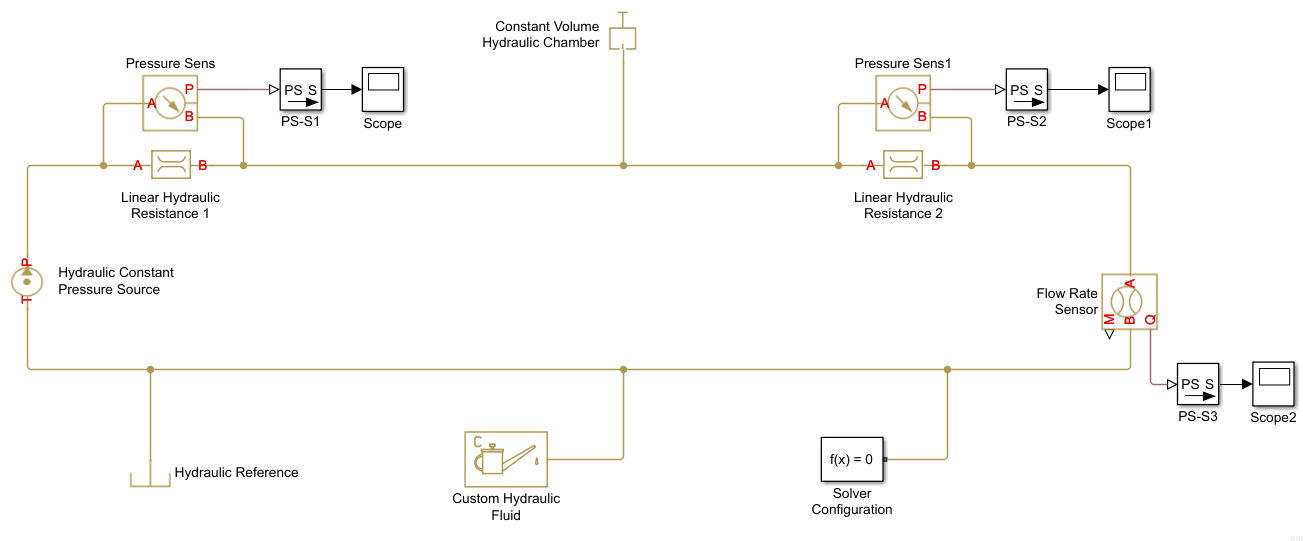 Constant Volume
Hydraulic Chamber
Pressure Sens
A
P
B
PS S
PS-S1
Scope
Pressure Sens1
A
P
B
PS S
PS-S2
Scope1
A
B
Linear Hydraulic
Resistance 1
A
B
Linear Hydraulic
Resistance 2
P
T
Hydraulic Constant
Pressure Source
Flow Rate
Sensor
A
M
B
Q
PS S
PS-S3
Scope2
Hydraulic Reference
C
Custom Hydraulic
Fluid
f(x) = 0
Solver
Configuration